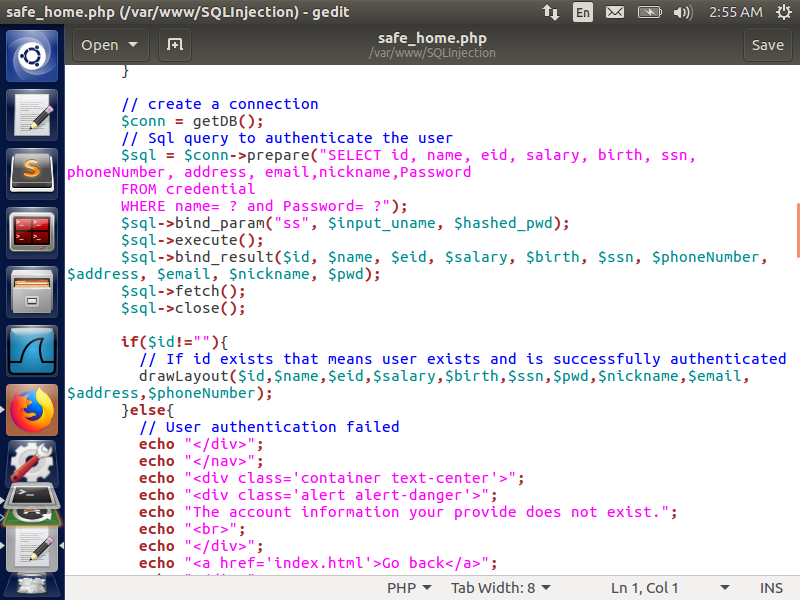 safe_home.php (/var/www/SQLInjection) - gedit
En
2:55 AM
Open
safe_home.php
/var/www/SQLInjection
Save
}
// create a connection
$conn = getDB();
// Sql query to authenticate the user
$sql = $conn->prepare("SELECT id, name, eid, salary, birth, ssn,
phoneNumber, address, email,nickname,Password
FROM credential
WHERE name= ? and Password= ?");
$sql->bind_param("ss", $input_uname, $hashed_pwd);
$sql->execute();
$sql->bind_result($id, $name, $eid, $salary, $birth, $ssn, $phoneNumber,
$address, $email, $nickname, $pwd);
$sql->fetch();
$sql->close();
if($id!=""){
// If id exists that means user exists and is successfully authenticated
drawLayout($id,$name,$eid,$salary,$birth,$ssn,$pwd,$nickname,$email,
$address,$phoneNumber);
}else{
// User authentication failed
echo "</div>";
echo "</nav>";
echo "<div class='container text-center'>";
echo "<div class='alert alert-danger'>";
echo "The account information your provide does not exist.";
echo "<br>";
echo "</div>";
echo "<a href='index.html'>Go back</a>";
PHP
Tab Width: 8
Ln 1, Col 1
INS